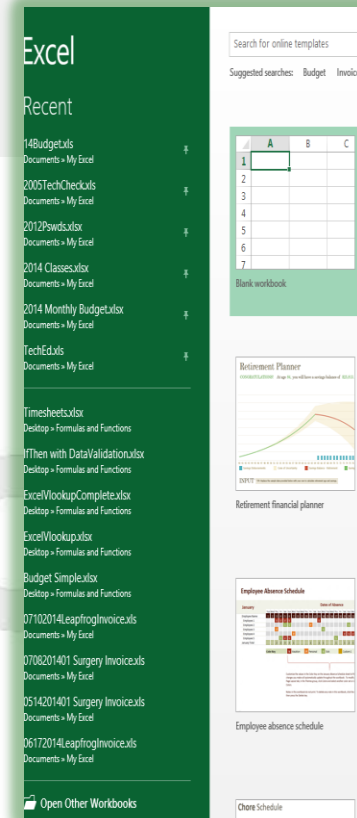 Excel
Recent
14Budget.xls
Documents » My Excel
2005TechCheck.xls
Documents » My Excel
2012Pswds.xlsx
Documents » My Excel
2014 Classes.xlsx
Documents » My Excel
2014 Monthly Budget.xlsx
Documents » My Excel
TechEd.xls
Documents » My Excel
Timesheets.xlsx
Desktop » Formulas and Functions
IfThen with DataValidation.xlsx
Desktop » Formulas and Functions
ExcelVlookupComplete.xlsx
Desktop » Formulas and Functions
ExcelVlookup.xlsx
Desktop » Formulas and Functions
Budget Simple.xlsx
Desktop » Formulas and Functions
07102014LeapfrogInvoice.xls
Documents » My Excel
0708201401 Surgery Invoice.xls
Documents » My Excel
0514201401 Surgery Invoice.xls
Documents » My Excel
06172014LeapfrogInvoice.xls
Documents » My Excel
Open Other Workbooks
Search for online templates
Suggested searches: Budget Invoice
A B C
1
2
3
4
5
6
7
Blank workbook
Retirement Planner
INPUT
Retirement financial planner
Employee Absence Schedule
January
Employee absence schedule
Chore Schedule